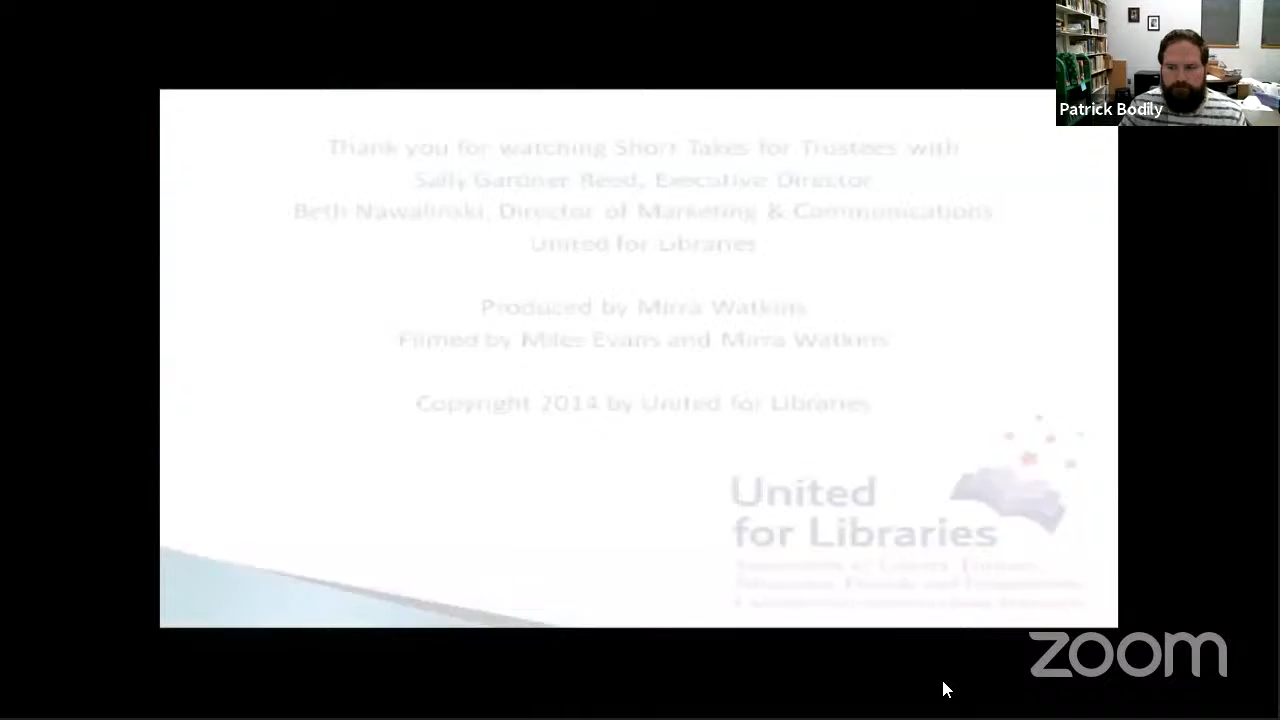 Patrick Bodily
Thank you for watching Short Takes for Trustees with
Sally Gardner Reed, Executive Director
Beth Nawalinski, Director of Marketing & Communications
United for Libraries
Produced by Mirra Watkins
Filmed by Miles Evans and Mirra Watkins
Copyright 2014 by United for Libraries
United
for Libraries
zoom